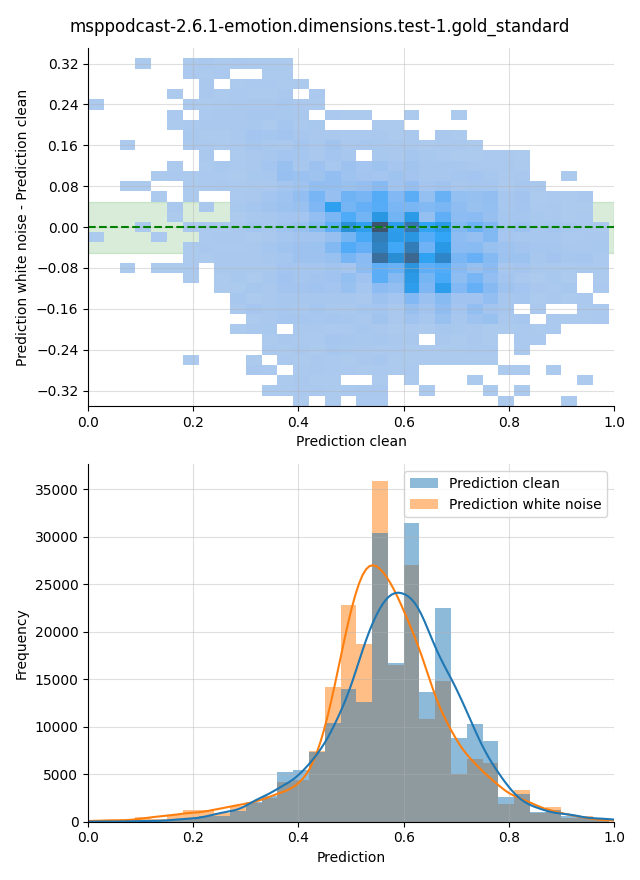 msppodcast-2.6.1-emotion.dimensions.test-1.gold_standard
Prediction white noise - Prediction clean
0.32
0.24
0.16
0.08
0.00
−0.08
−0.16
−0.24
−0.32
0.0 0.2 0.4 0.6 0.8 1.0
Prediction clean
Frequency
35000
30000
25000
20000
15000
10000
5000
0
Prediction clean
Prediction white noise
0.0 0.2 0.4 0.6 0.8 1.0
Prediction